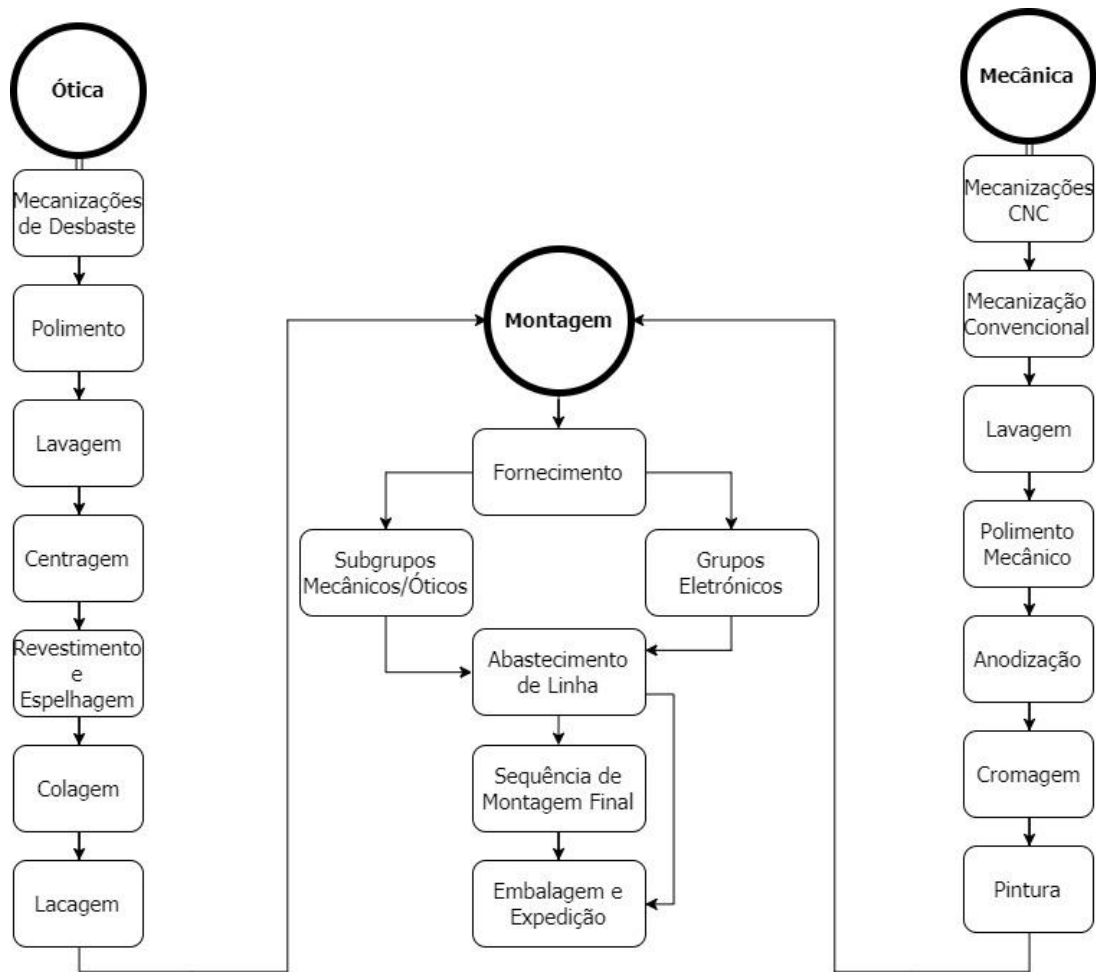 Ótica
Mecanizações
de Desbaste
Polimento
Lavagem
Centragem
Revestimento
e
Espelhagem
Colagem
Lacagem
Montagem
Fornecimento
Subgrupos
Mecânicos/Óticos
Grupos
Eletrónicos
Abastecimento
de Linha
Sequência de
Montagem Final
Embalagem e
Expedição
Mecânica
Mecanizações
CNC
Mecanização
Convencional
Lavagem
Polimento
Mecânico
Anodização
Cromagem
Pintura